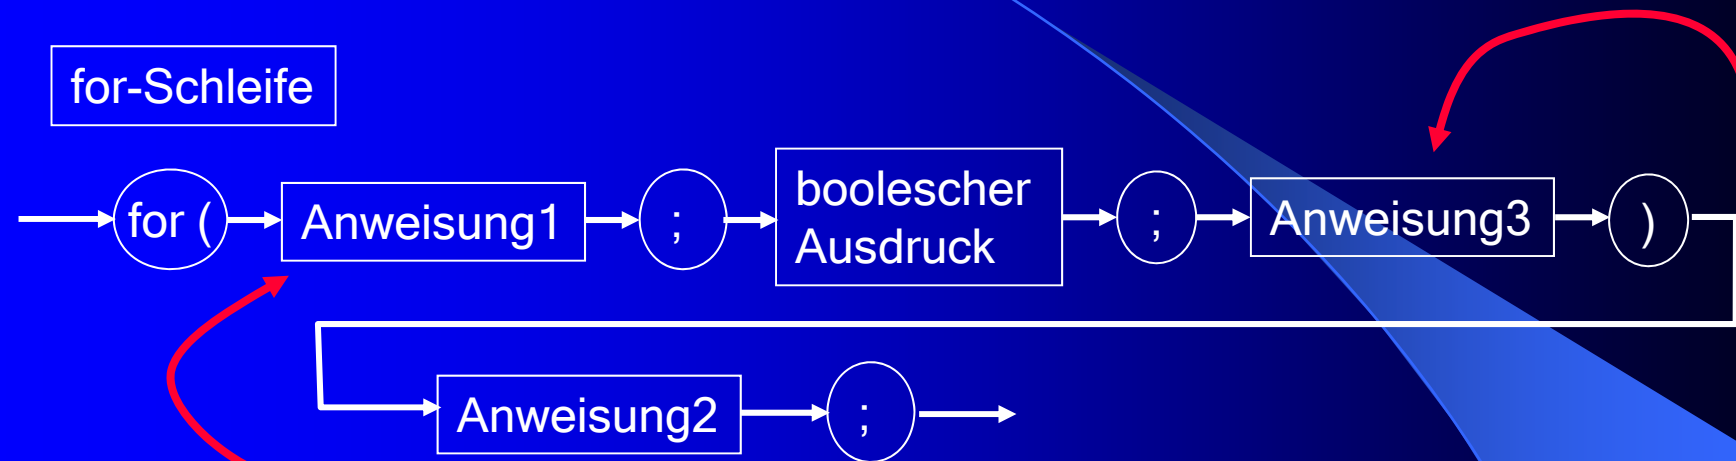 for-Schleife
for ( Anweisung1 ; boolescher Ausdruck ; Anweisung3 )
Anweisung2 ;